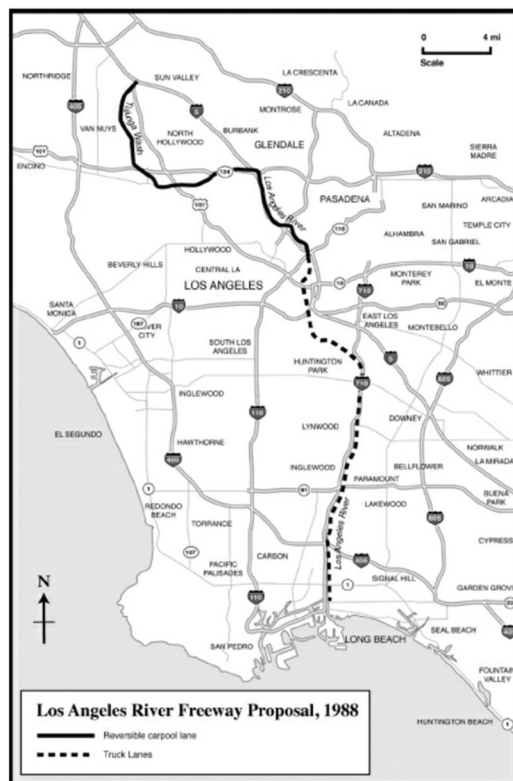 0 4 mi
Scale
NORTHRIDGE
SUN VALLEY
LA CRESCENTA
210
405
MONTROSE
LA CANADA
5
VAN NUYS
Tujunga Wash
NORTH
HOLLYWOOD
BURBANK
ALTADENA
GLENDALE
SIERRA
MADRE
101
ENCINO
134
Los Angeles River
210
PASADENA
ARCADIA
101
SAN MARINO
110
TEMPLE CITY
HOLLYWOOD
ALHAMBRA
SAN GABRIEL
BEVERLY HILLS
CENTRAL LA
10
LOS ANGELES
10
710
MONTEREY
PARK
EL MONTE
SANTA
MONICA
10
60
187
EAST LOS
ANGELES
MONTEBELLO
1
VER
CITY
SOUTH LOS
ANGELES
5
605
HUNTINGTON
PARK
WHITTIER
710
INGLEWOOD
110
DOWNEY
EL SEGUNDO
LYNWOOD
HAWTHORNE
NORWALK
LA MIRADA
405
INGLEWOOD
BELLFLOWER
PARAMOUNT
1
91
BUENA
PARK
REDONDO
BEACH
LAKEWOOD
605
TORRANCE
Los Angeles River
CYPRESS
107
CARSON
405
PACIFIC
PALISADES
1
SIGNAL HILL
GARDEN GROVE
110
22
N
405
SAN PEDRO
LONG BEACH
SEAL BEACH
FOUNTAIN
VALLEY
Los Angeles River Freeway Proposal, 1988
Reversible carpool lane
Truck Lanes
HUNTINGTON BEACH
1